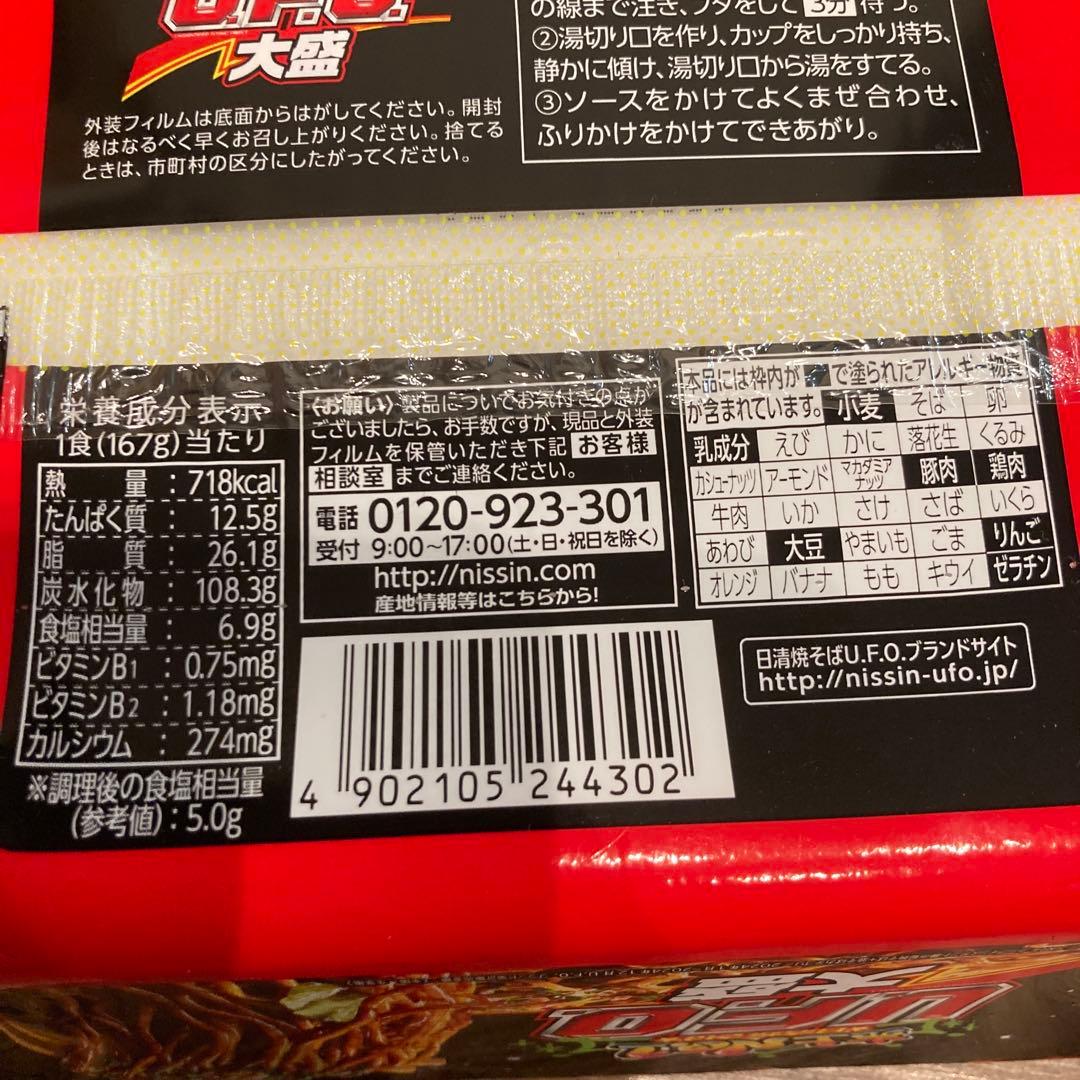 U.F.O.
大盛
外装フィルムは底面からはがしてください。開封
後はなるべく早くお召し上がりください。捨てる
ときは、市町村の区分にしたがってください。
の線まで注ぎ、フタをして3分待つ。
②湯切り口を作り、カップをしっかり持ち、
静かに傾け、湯切り口から湯をすてる。
③ソースをかけてよくまぜ合わせ、
ふりかけをかけてできあがり。
栄養成分表示
1食(167g)当たり
熱量：718kcal
たんぱく質：12.5g
脂質：26.1g
炭水化物：108.3g
食塩相当量：6.9g
ビタミンB1：0.75mg
ビタミンB2：1.18mg
カルシウム：274mg
※調理後の食塩相当量
(参考値)：5.0g
〈お願い〉製品についてお気付きの点が
ございましたら、お手数ですが、現品と外装
フィルムを保管いただき下記お客様
相談室までご連絡ください。
電話 0120-923-301
受付 9:00~17:00(土・日・祝日を除く)
http://nissin.com
産地情報等はこちらから!
4 902105 244302
本品には枠内が で塗られたアレルギー物質
が含まれています。 小麦 そば 卵
乳成分 えび かに 落花生 くるみ
カシューナッツ アーモンド マカダミアナッツ 豚肉 鶏肉
牛肉 いか さけ さば いくら
あわび 大豆 やまいも ごま りんご
オレンジ バナナ もも キウイ ゼラチン
日清焼そばU.F.O.ブランドサイト
http://nissin-ufo.jp/
大盛